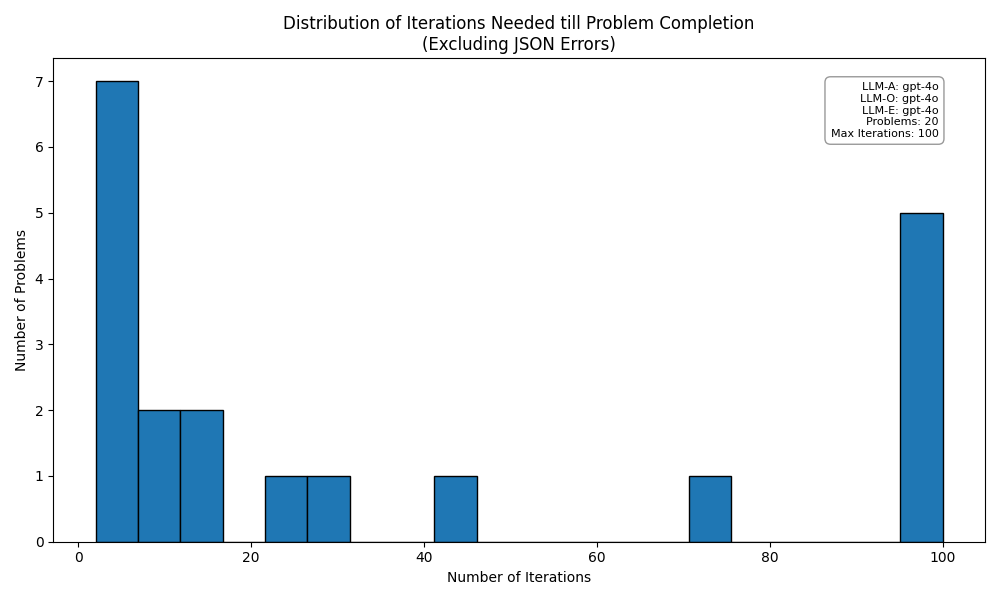 Distribution of Iterations Needed till Problem Completion
(Excluding JSON Errors)
LLM-A: gpt-4o
LLM-O: gpt-4o
LLM-E: gpt-4o
Problems: 20
Max Iterations: 100
Number of Problems
7
6
5
4
3
2
1
0
0 20 40 60 80 100
Number of Iterations